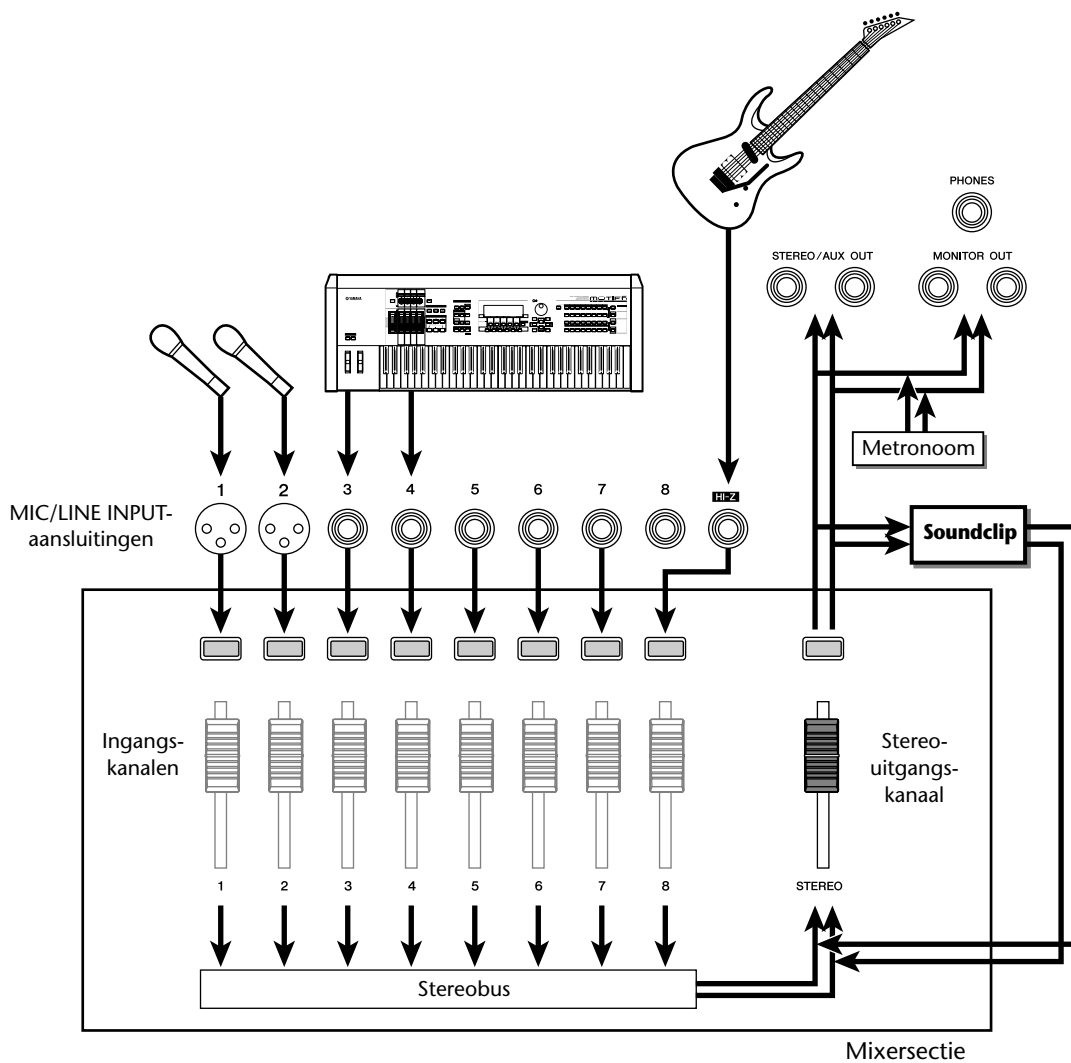 PHONES
STEREO/AUX OUT
MONITOR OUT
YAMAHA
Metronoom
1 2 3 4 5 6 7 8 HI-Z
MIC/LINE INPUT-
aansluitingen
Soundclip
Ingangs-
kanalen
Stereo-
uitgangs-
kanaal
1 2 3 4 5 6 7 8 STEREO
Stereobus
Mixersectie